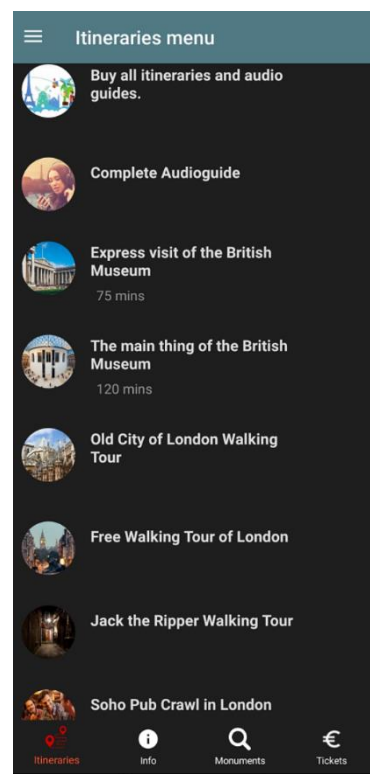 Itineraries menu
Buy all itineraries and audio
guides.
Complete Audioguide
Express visit of the British
Museum
75 mins
The main thing of the British
Museum
120 mins
Old City of London Walking
Tour
Free Walking Tour of London
Jack the Ripper Walking Tour
Soho Pub Crawl in London
Itineraries
Info
Monuments
€
Tickets